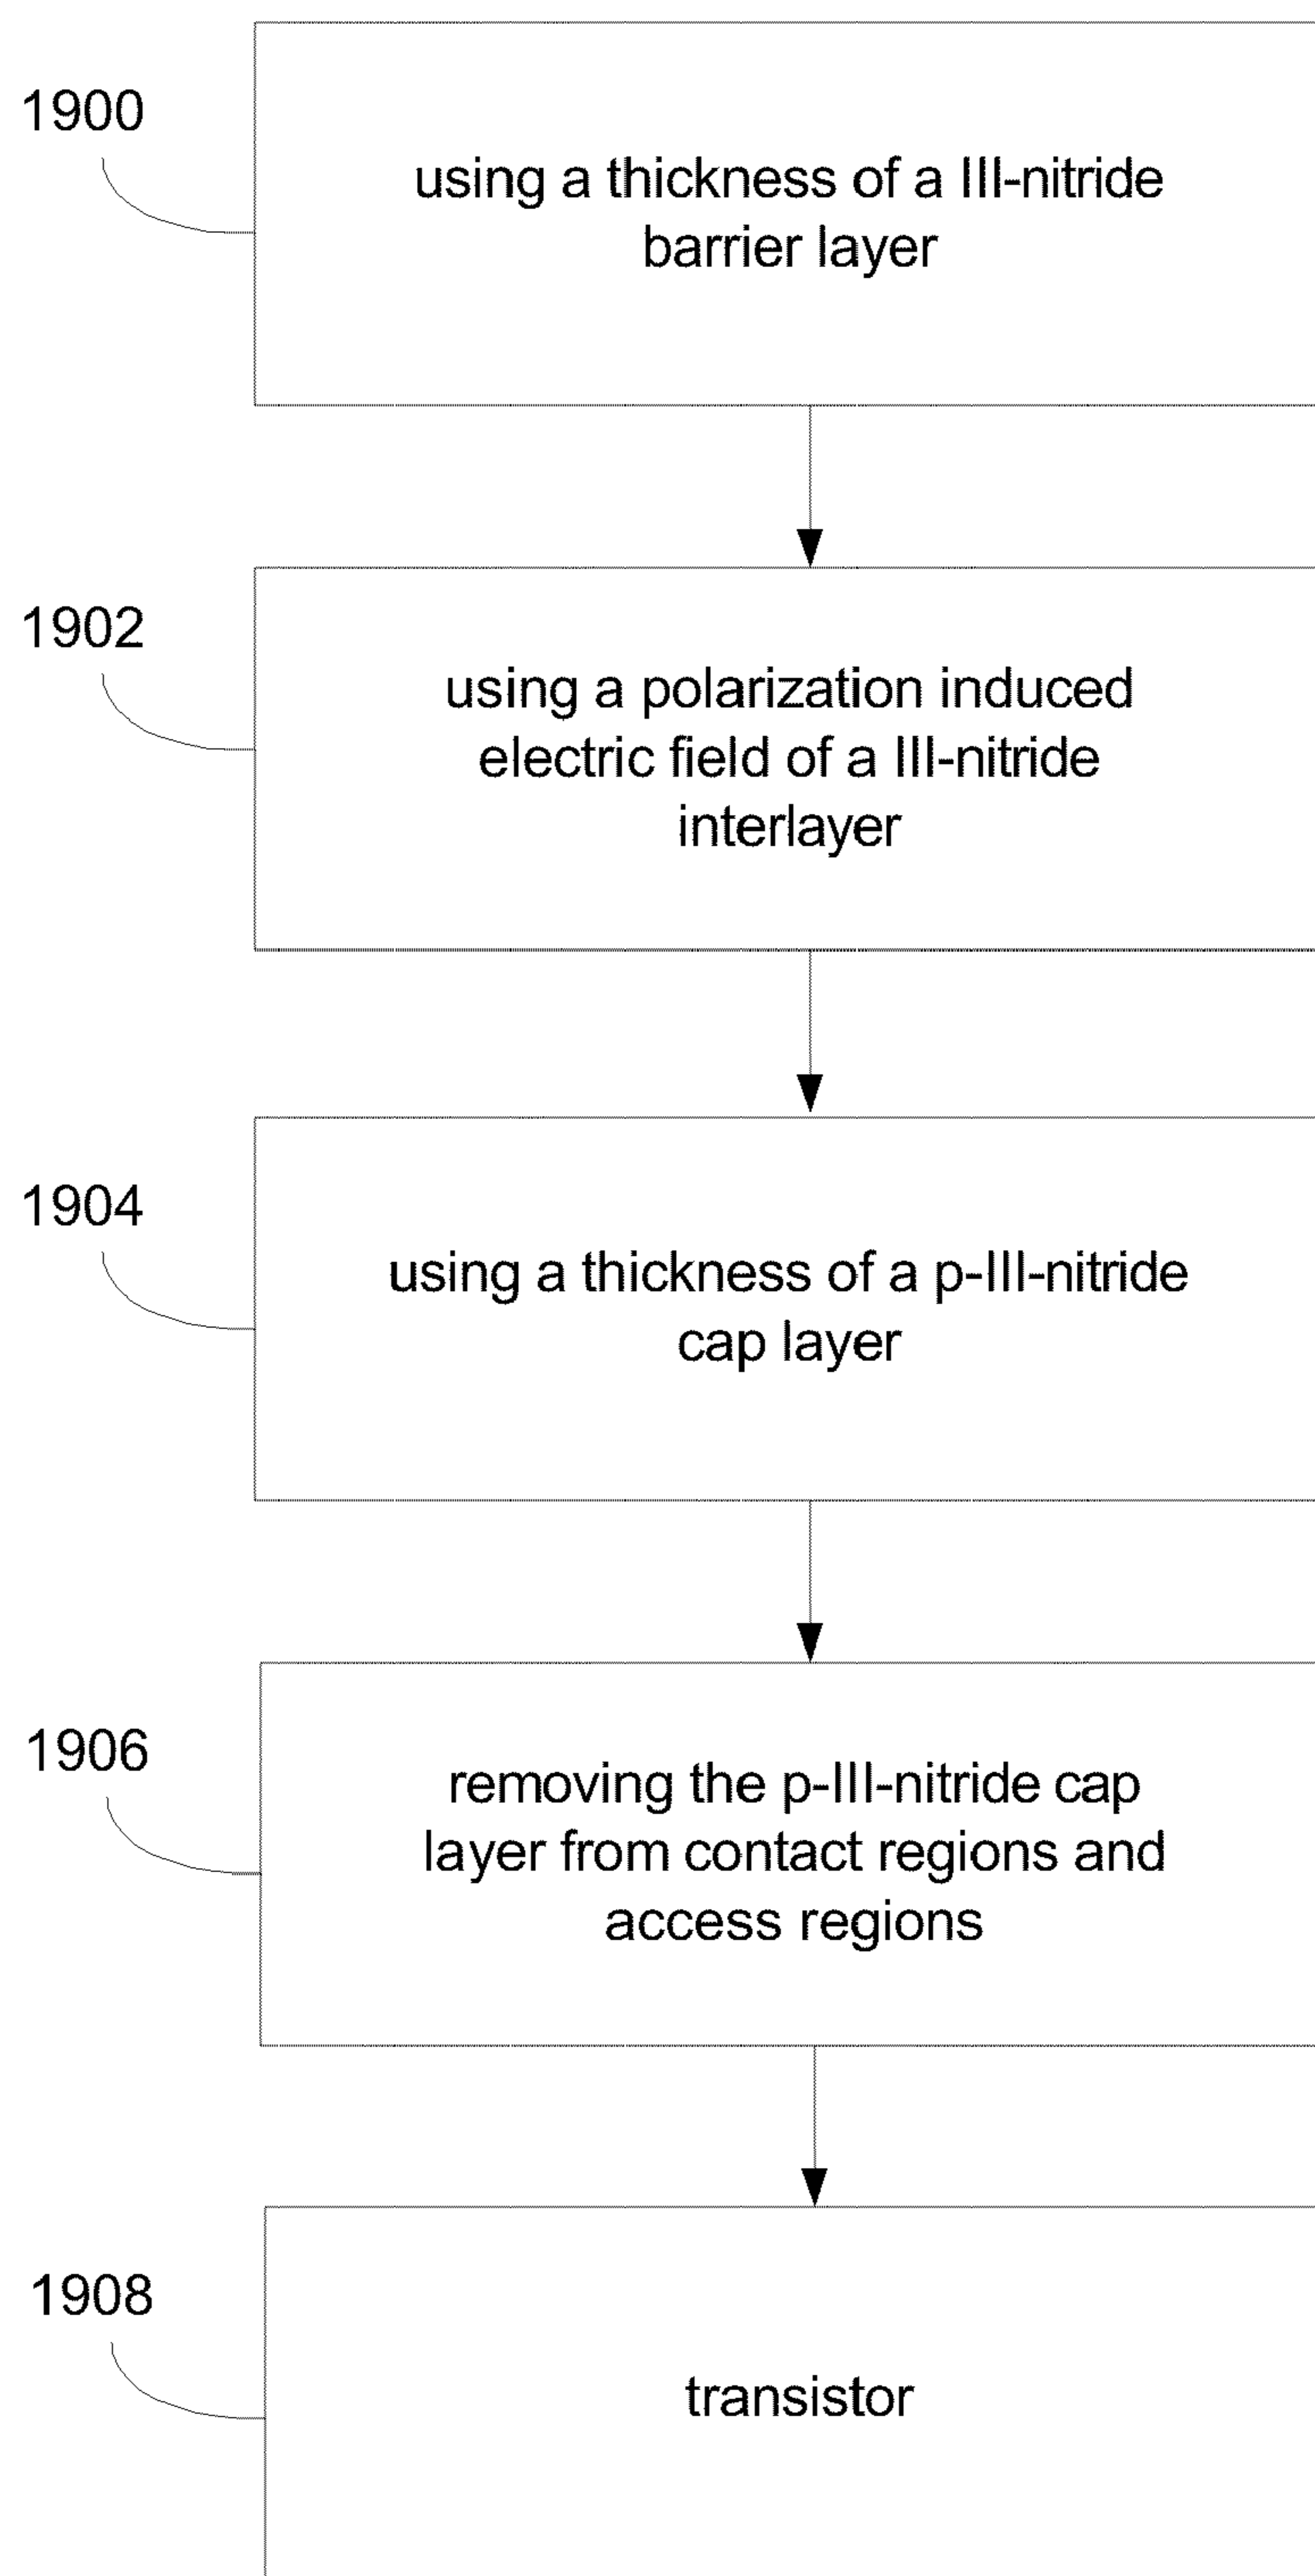 1900
using a thickness of a III-nitride
barrier layer
1902
using a polarization induced
electric field of a III-nitride
interlayer
1904
using a thickness of a p-III-nitride
cap layer
1906
removing the p-III-nitride cap
layer from contact regions and
access regions
1908
transistor